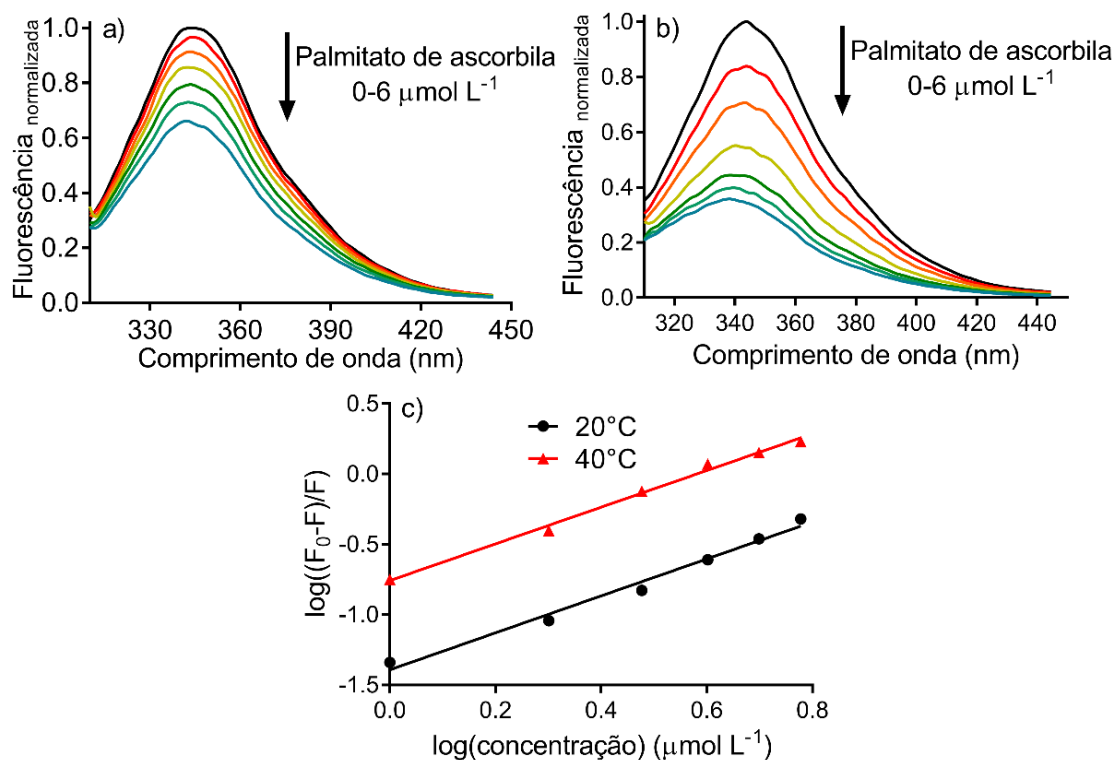 a)
Palmitato de ascorbila
0-6 μmol L⁻¹
Fluorescência normalizada
1.0
0.8
0.6
0.4
0.2
0.0
330 360 390 420 450
Comprimento de onda (nm)
b)
Palmitato de ascorbila
0-6 μmol L⁻¹
Fluorescência normalizada
1.0
0.8
0.6
0.4
0.2
0.0
310 320 340 360 380 400 420 440
Comprimento de onda (nm)
c)
20°C
40°C
log((F₀-F)/F)
0.5
0.0
-0.5
-1.0
-1.5
0.0 0.2 0.4 0.6 0.8
log(concentração) (μmol L⁻¹)